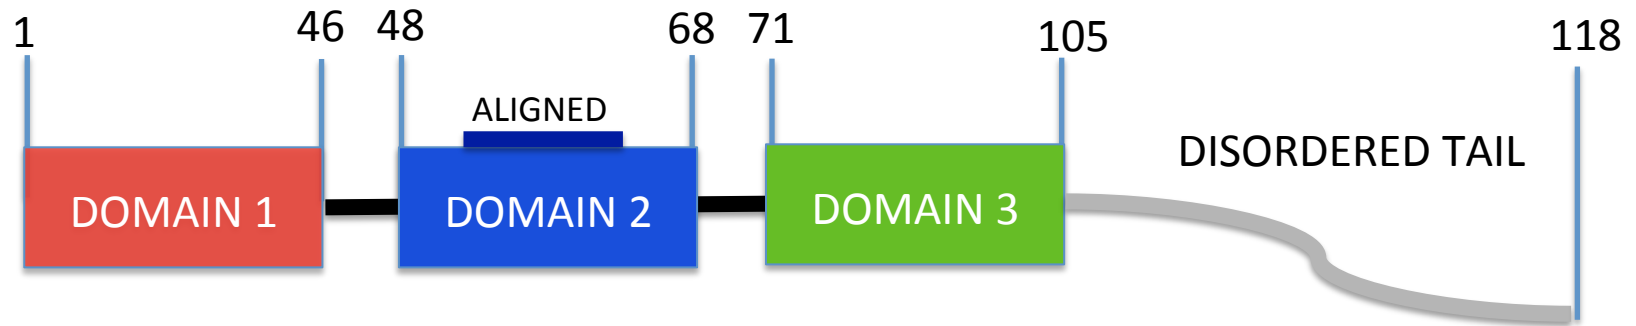 1 46 48 68 71 105 118
ALIGNED
DISORDERED TAIL
DOMAIN 1 DOMAIN 2 DOMAIN 3